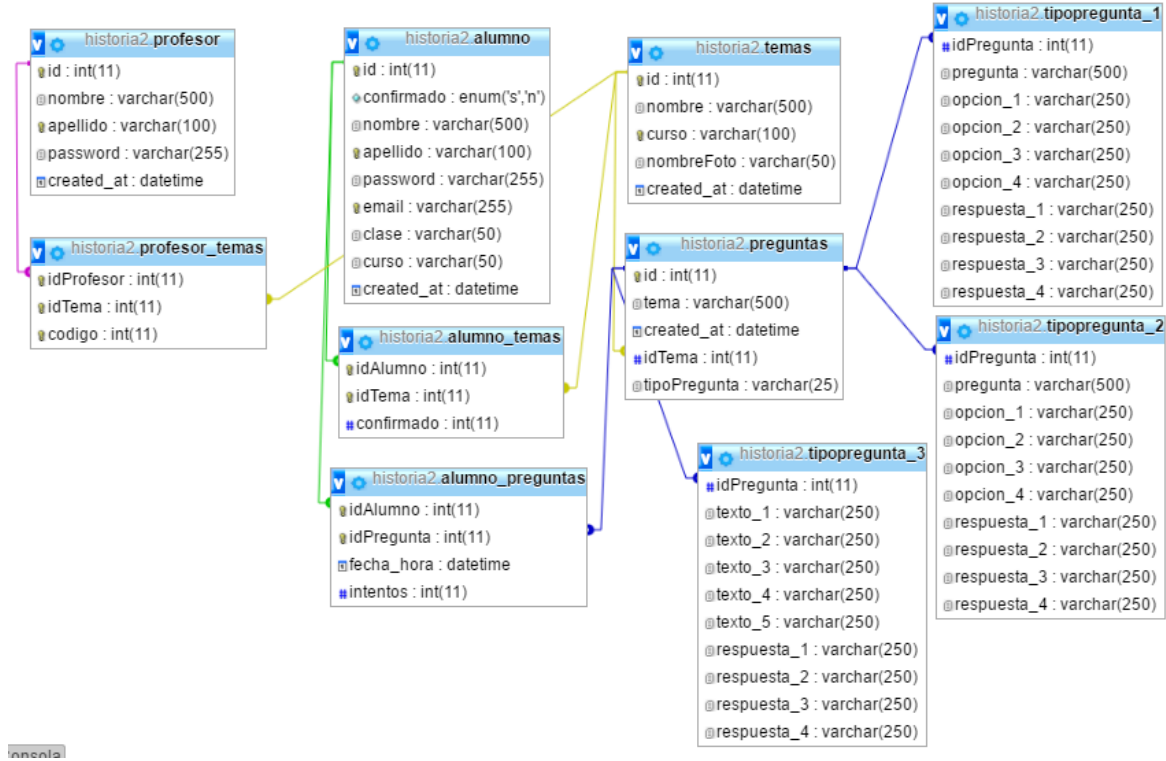 historia2.profesor
id : int(11)
nombre : varchar(500)
apellido : varchar(100)
password : varchar(255)
created_at : datetime
historia2.profesor_temas
idProfesor : int(11)
idTema : int(11)
codigo : int(11)
historia2.alumno
id : int(11)
confirmado : enum('s','n')
nombre : varchar(500)
apellido : varchar(100)
password : varchar(255)
email : varchar(255)
clase : varchar(50)
curso : varchar(50)
created_at : datetime
historia2.alumno_temas
idAlumno : int(11)
idTema : int(11)
confirmado : int(11)
historia2.alumno_preguntas
idAlumno : int(11)
idPregunta : int(11)
fecha_hora : datetime
intentos : int(11)
historia2.temas
id : int(11)
nombre : varchar(500)
curso : varchar(100)
nombreFoto : varchar(50)
created_at : datetime
historia2.preguntas
id : int(11)
tema : varchar(500)
created_at : datetime
idTema : int(11)
tipoPregunta : varchar(25)
historia2.tipopregunta_3
idPregunta : int(11)
texto_1 : varchar(250)
texto_2 : varchar(250)
texto_3 : varchar(250)
texto_4 : varchar(250)
texto_5 : varchar(250)
respuesta_1 : varchar(250)
respuesta_2 : varchar(250)
respuesta_3 : varchar(250)
respuesta_4 : varchar(250)
historia2.tipopregunta_1
idPregunta : int(11)
pregunta : varchar(500)
opcion_1 : varchar(250)
opcion_2 : varchar(250)
opcion_3 : varchar(250)
opcion_4 : varchar(250)
respuesta_1 : varchar(250)
respuesta_2 : varchar(250)
respuesta_3 : varchar(250)
respuesta_4 : varchar(250)
historia2.tipopregunta_2
idPregunta : int(11)
pregunta : varchar(500)
opcion_1 : varchar(250)
opcion_2 : varchar(250)
opcion_3 : varchar(250)
opcion_4 : varchar(250)
respuesta_1 : varchar(250)
respuesta_2 : varchar(250)
respuesta_3 : varchar(250)
respuesta_4 : varchar(250)
onsola